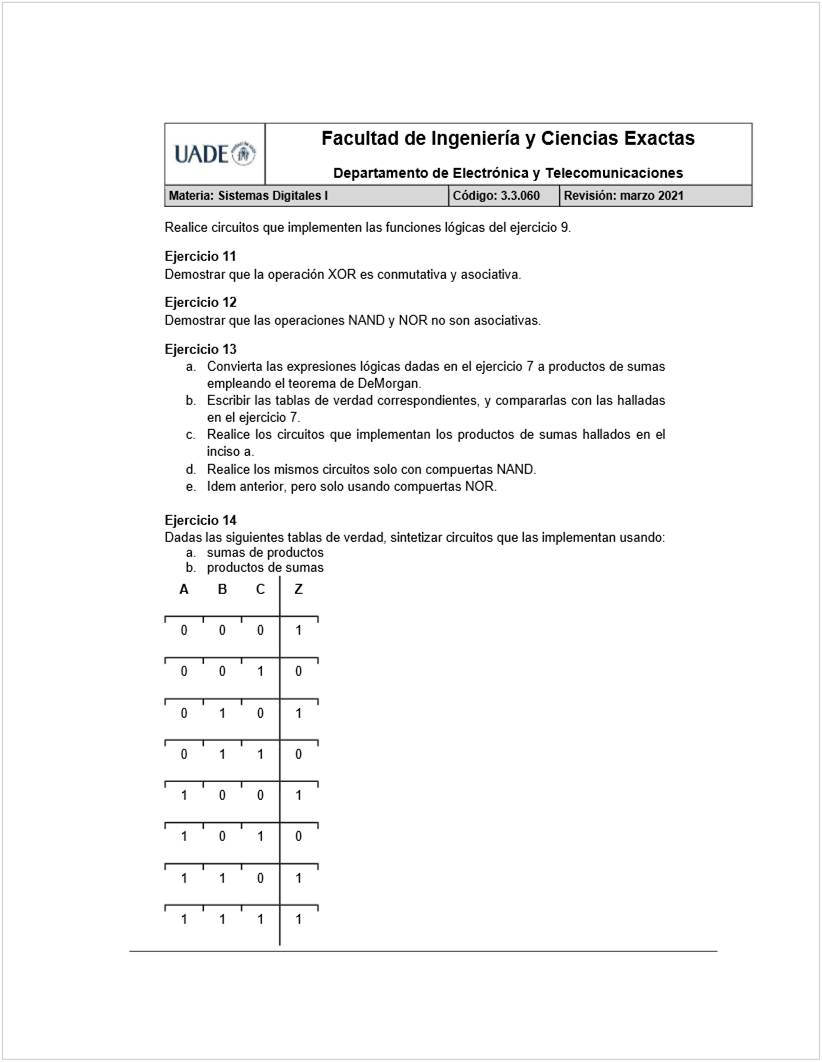 UADE
Facultad de Ingeniería y Ciencias Exactas
Departamento de Electrónica y Telecomunicaciones
Materia: Sistemas Digitales I Código: 3.3.060 Revisión: marzo 2021
Realice circuitos que implementen las funciones lógicas del ejercicio 9.
Ejercicio 11
Demostrar que la operación XOR es conmutativa y asociativa.
Ejercicio 12
Demostrar que las operaciones NAND y NOR no son asociativas.
Ejercicio 13
a. Convierta las expresiones lógicas dadas en el ejercicio 7 a productos de sumas
empleando el teorema de DeMorgan.
b. Escribir las tablas de verdad correspondientes, y compararlas con las halladas
en el ejercicio 7.
c. Realice los circuitos que implementan los productos de sumas hallados en el
inciso a.
d. Realice los mismos circuitos solo con compuertas NAND.
e. Idem anterior, pero solo usando compuertas NOR.
Ejercicio 14
Dadas las siguientes tablas de verdad, sintetizar circuitos que las implementan usando:
a. sumas de productos
b. productos de sumas
A B C Z
0 0 0 1
0 0 1 0
0 1 0 1
0 1 1 0
1 0 0 1
1 0 1 0
1 1 0 1
1 1 1 1